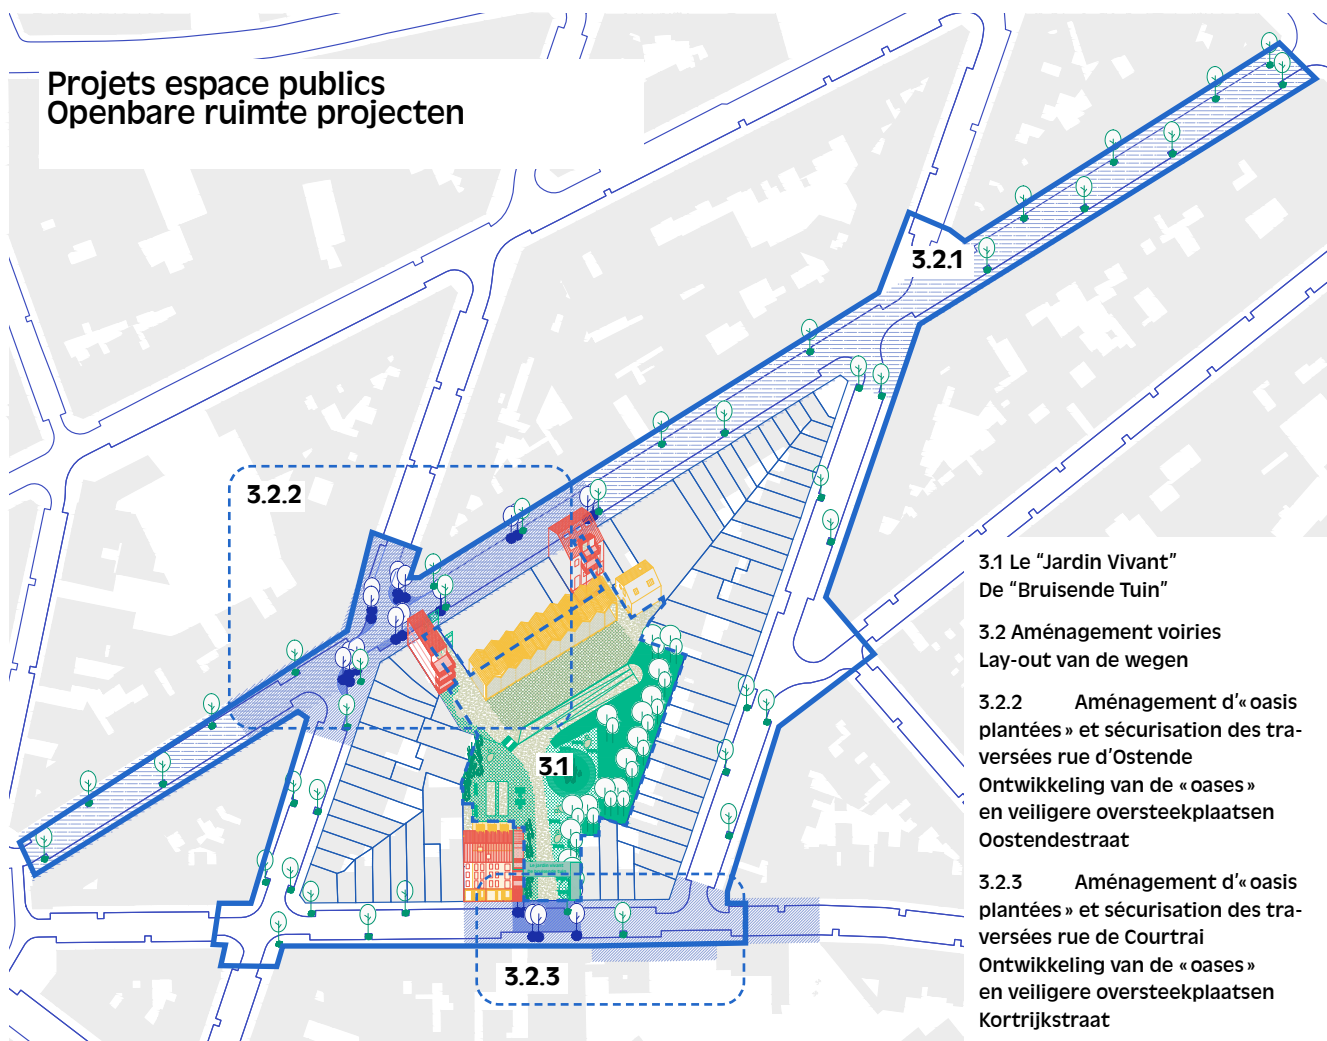 Projets espace publics
Openbare ruimte projecten
3.2.1
3.2.2
3.1
3.2.3
3.1 Le “Jardin Vivant”
De “Bruisende Tuin”
3.2 Aménagement voiries
Lay-out van de wegen
3.2.2 Aménagement d’« oasis
plantées » et sécurisation des tra-
versées rue d’Ostende
Ontwikkeling van de « oases »
en veiligere oversteekplaatsen
Oostendestraat
3.2.3 Aménagement d’« oasis
plantées » et sécurisation des tra-
versées rue de Courtrai
Ontwikkeling van de « oases »
en veiligere oversteekplaatsen
Kortrijkstraat